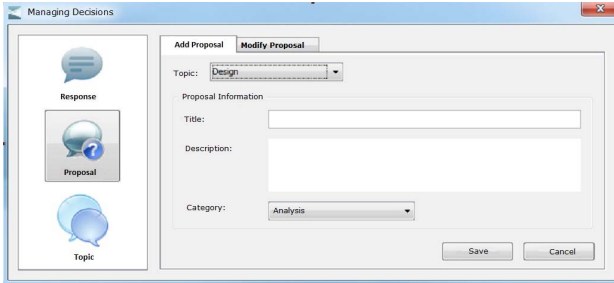 Managing Decisions
Response
Proposal
Topic
Add Proposal
Modify Proposal
Topic:
Design
Proposal Information
Title:
Description:
Category:
Analysis
Save
Cancel